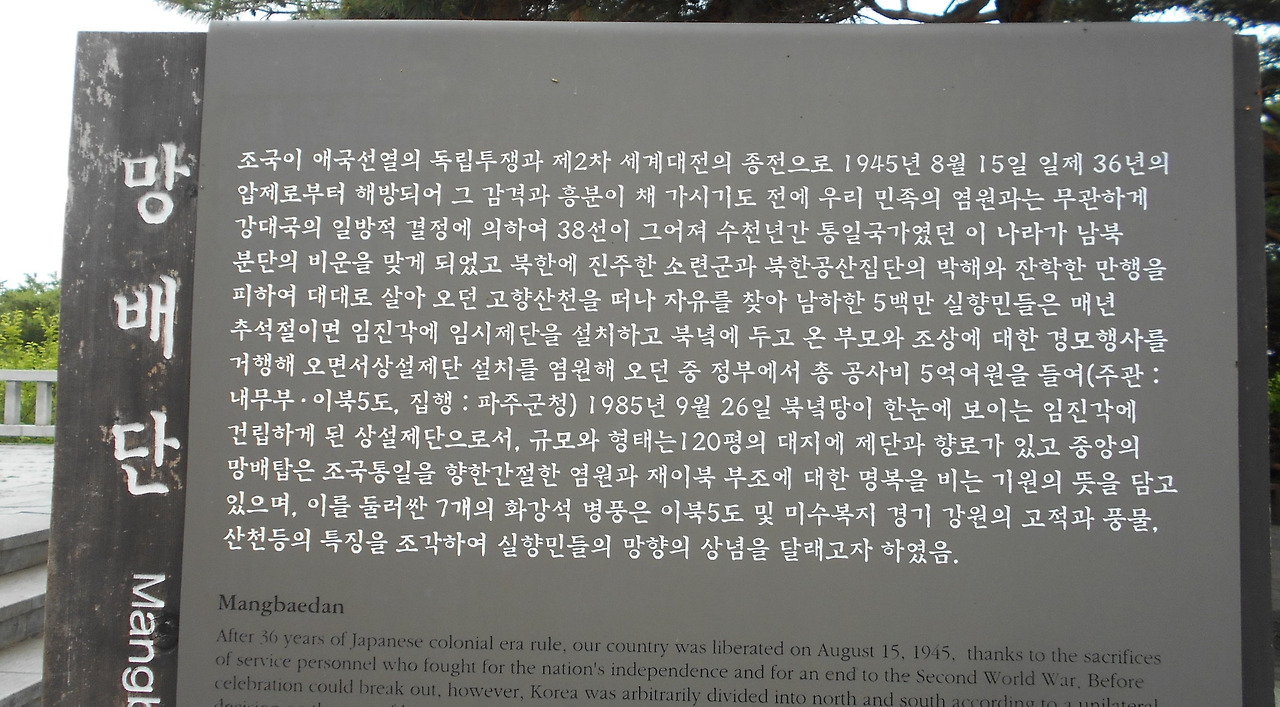 망배단
Mangb
조국이 애국선열의 독립투쟁과 제2차 세계대전의 종전으로 1945년 8월 15일 일제 36년의
압제로부터 해방되어 그 감격과 흥분이 채 가시기도 전에 우리 민족의 염원과는 무관하게
강대국의 일방적 결정에 의하여 38선이 그어져 수천년간 통일국가였던 이 나라가 남북
분단의 비운을 맞게 되었고 북한에 진주한 소련군과 북한공산집단의 박해와 잔학한 만행을
피하여 대대로 살아 오던 고향산천을 떠나 자유를 찾아 남하한 5백만 실향민들은 매년
추석절이면 임진각에 임시제단을 설치하고 북녘에 두고 온 부모와 조상에 대한 경모행사를
거행해 오면서상설제단 설치를 염원해 오던 중 정부에서 총 공사비 5억여원을 들여(주관 :
내무부·이북5도, 집행 : 파주군청) 1985년 9월 26일 북녘땅이 한눈에 보이는 임진각에
건립하게 된 상설제단으로서, 규모와 형태는120평의 대지에 제단과 향로가 있고 중앙의
망배탑은 조국통일을 향한간절한 염원과 재이북 부조에 대한 명복을 비는 기원의 뜻을 담고
있으며, 이를 둘러싼 7개의 화강석 병풍은 이북5도 및 미수복지 경기 강원의 고적과 풍물,
산천등의 특징을 조각하여 실향민들의 망향의 상념을 달래고자 하였음.
Mangbaedan
After 36 years of Japanese colonial era rule, our country was liberated on August 15, 1945, thanks to the sacrifices
of service personnel who fought for the nation's independence and for an end to the Second World War. Before
celebration could break out, however, Korea was arbitrarily divided into north and south according to a unilateral